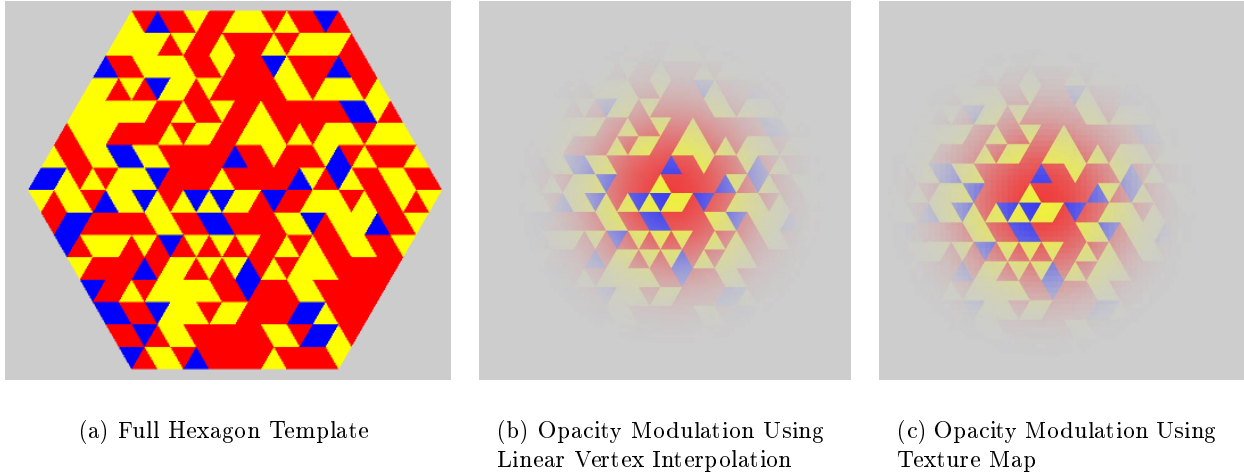 (a) Full Hexagon Template
(b) Opacity Modulation Using
Linear Vertex Interpolation
(c) Opacity Modulation Using
Texture Map